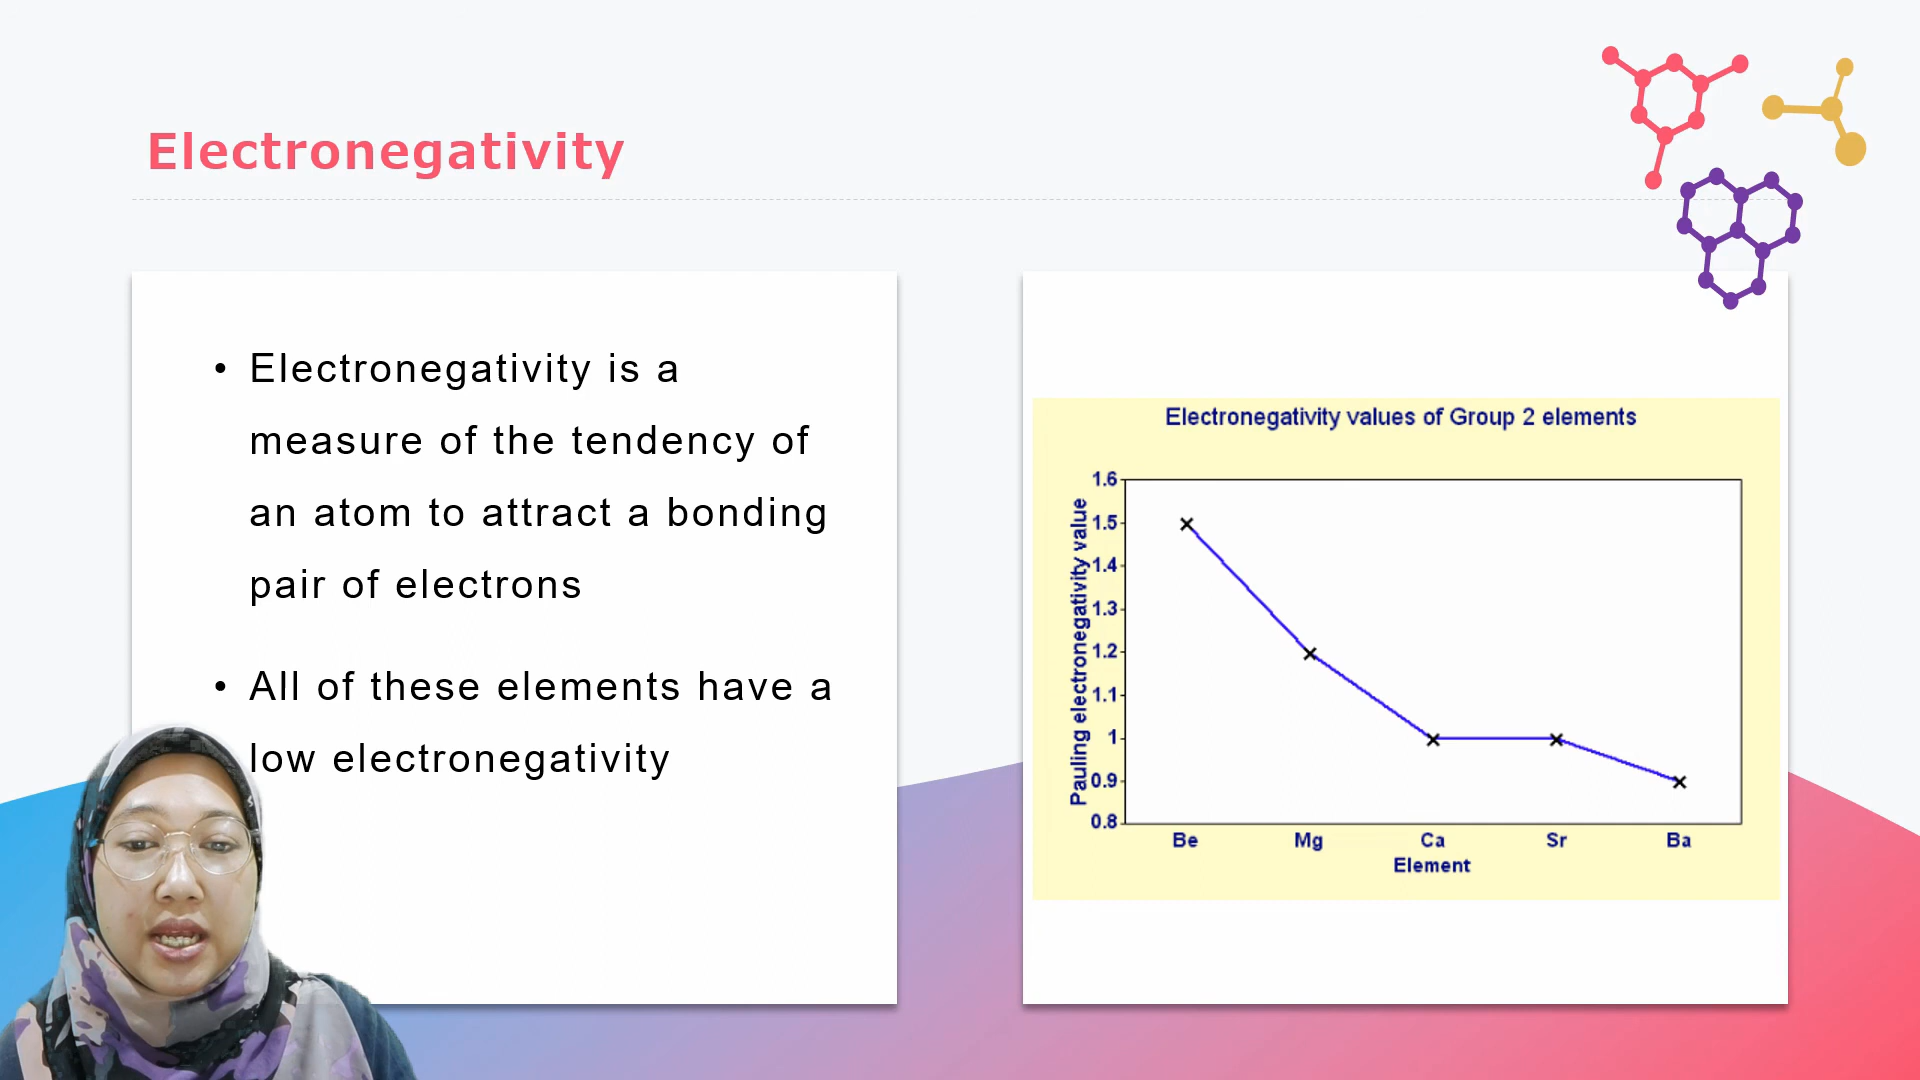 Electronegativity
• Electronegativity is a
measure of the tendency of
an atom to attract a bonding
pair of electrons
• All of these elements have a
low electronegativity
Electronegativity values of Group 2 elements
Pauling electronegativity value
1.6
1.5
1.4
1.3
1.2
1.1
1
0.9
0.8
Be Mg Ca Sr Ba
Element